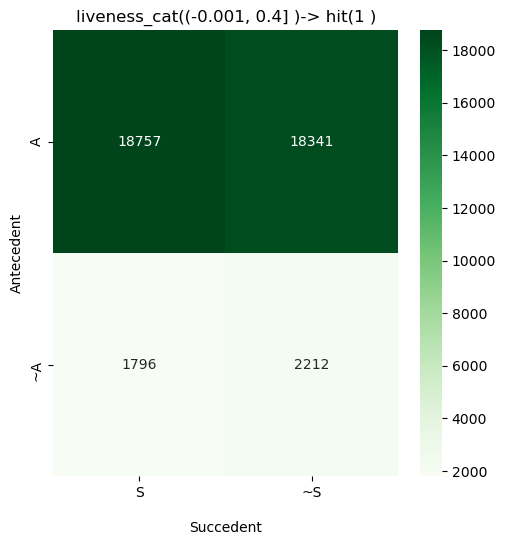 liveness_cat((-0.001, 0.4] )-> hit(1 )
18000
16000
14000
12000
10000
8000
6000
4000
2000
Antecedent
A
~A
18757 18341
1796 2212
S ~S
Succedent